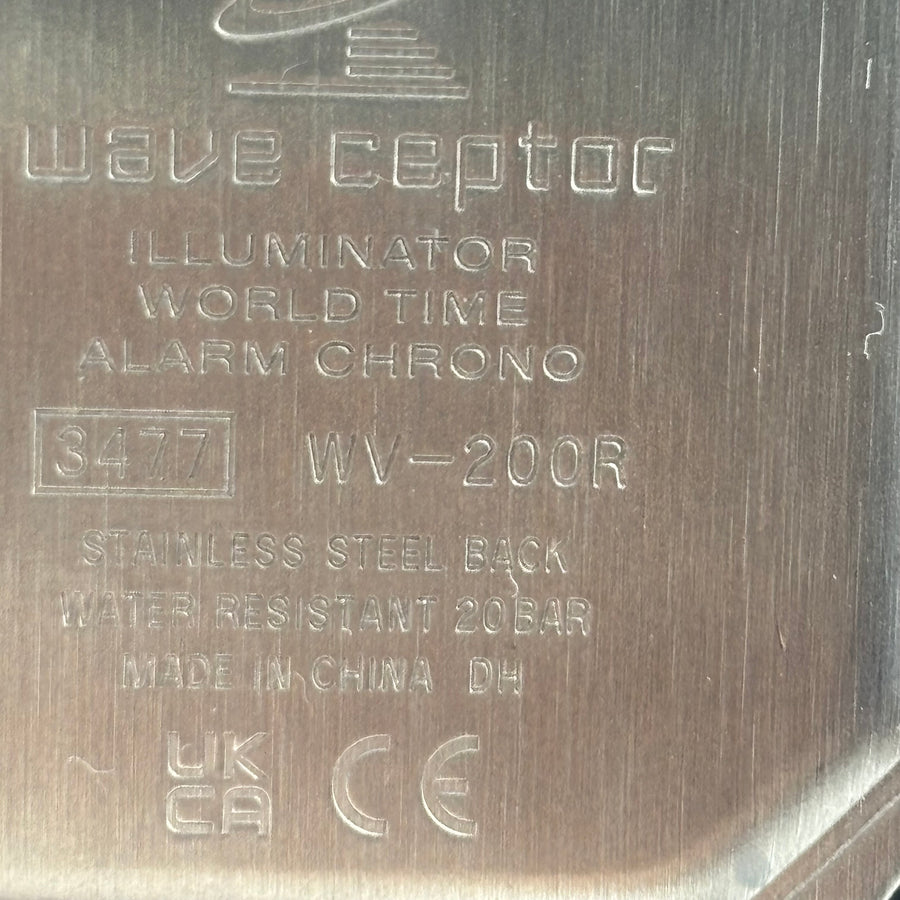 wave ceptor
ILLUMINATOR
WORLD TIME
ALARM CHRONO
3477 WV-200R
STAINLESS STEEL BACK
WATER RESISTANT 20BAR
MADE IN CHINA DH
UK
CA CE